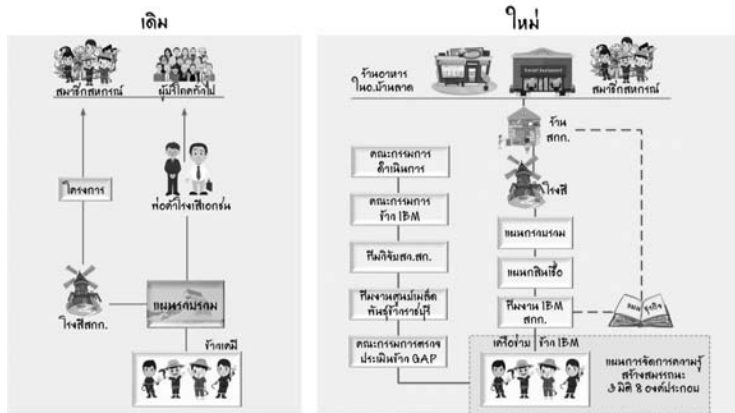 เดิม
สมาชิกสหกรณ์
ผู้บริโภคทั่วไป
โครงการ
พ่อค้าโรงสีเอกชน
โรงสีสกก.
แผนกรวบรวม
ข้าวเคมี
ใหม่
ร้านอาหาร
ในอ.บ้านลาด
สมาชิกสหกรณ์
ร้าน
สกก.
โรงสี
คณะกรรมการ
ดำเนินการ
คณะกรรมการ
ข้าว IBM
ทีมวิจัยสก.สก.
ทีมงานศูนย์เมล็ด
พันธุ์ข้าวราชบุรี
คณะกรรมการตรวจ
ประเมินข้าว GAP
แผนกรวบรวม
แผนกสินเชื่อ
ทีมงาน IBM
สกก.
แผนธุรกิจ
เครือข่าย ข้าว IBM
แผนการจัดการความรู้
สร้างสมรรถนะ
3 มิติ 8 องค์ประกอบ